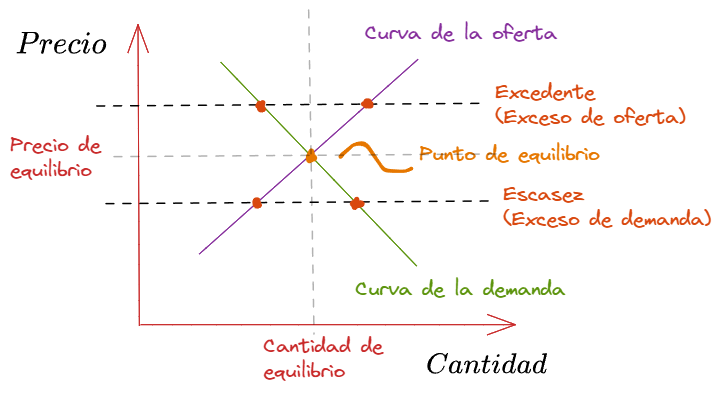 Precio
Curva de la oferta
Excedente
(Exceso de oferta)
Precio de
equilibrio
Punto de equilibrio
Escasez
(Exceso de demanda)
Curva de la demanda
Cantidad de
equilibrio
Cantidad